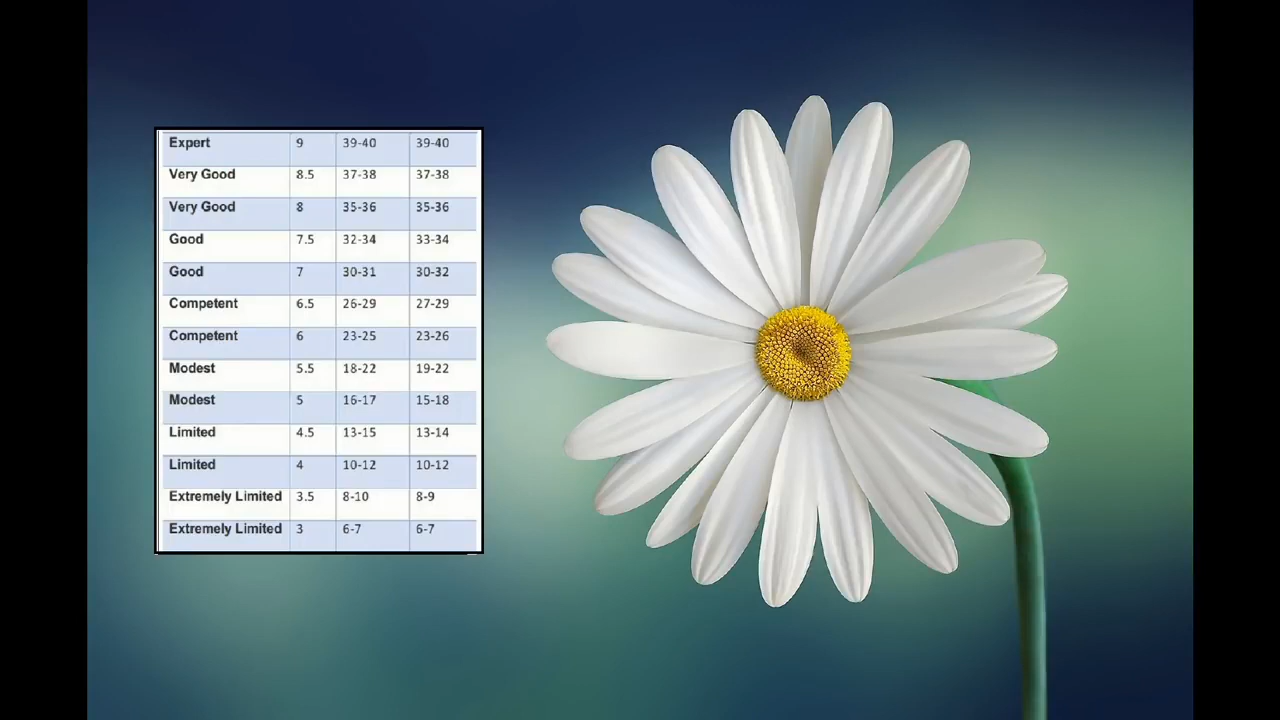 Expert 9 39-40 39-40
Very Good 8.5 37-38 37-38
Very Good 8 35-36 35-36
Good 7.5 32-34 33-34
Good 7 30-31 30-32
Competent 6.5 26-29 27-29
Competent 6 23-25 23-26
Modest 5.5 18-22 19-22
Modest 5 16-17 15-18
Limited 4.5 13-15 13-14
Limited 4 10-12 10-12
Extremely Limited 3.5 8-10 8-9
Extremely Limited 3 6-7 6-7